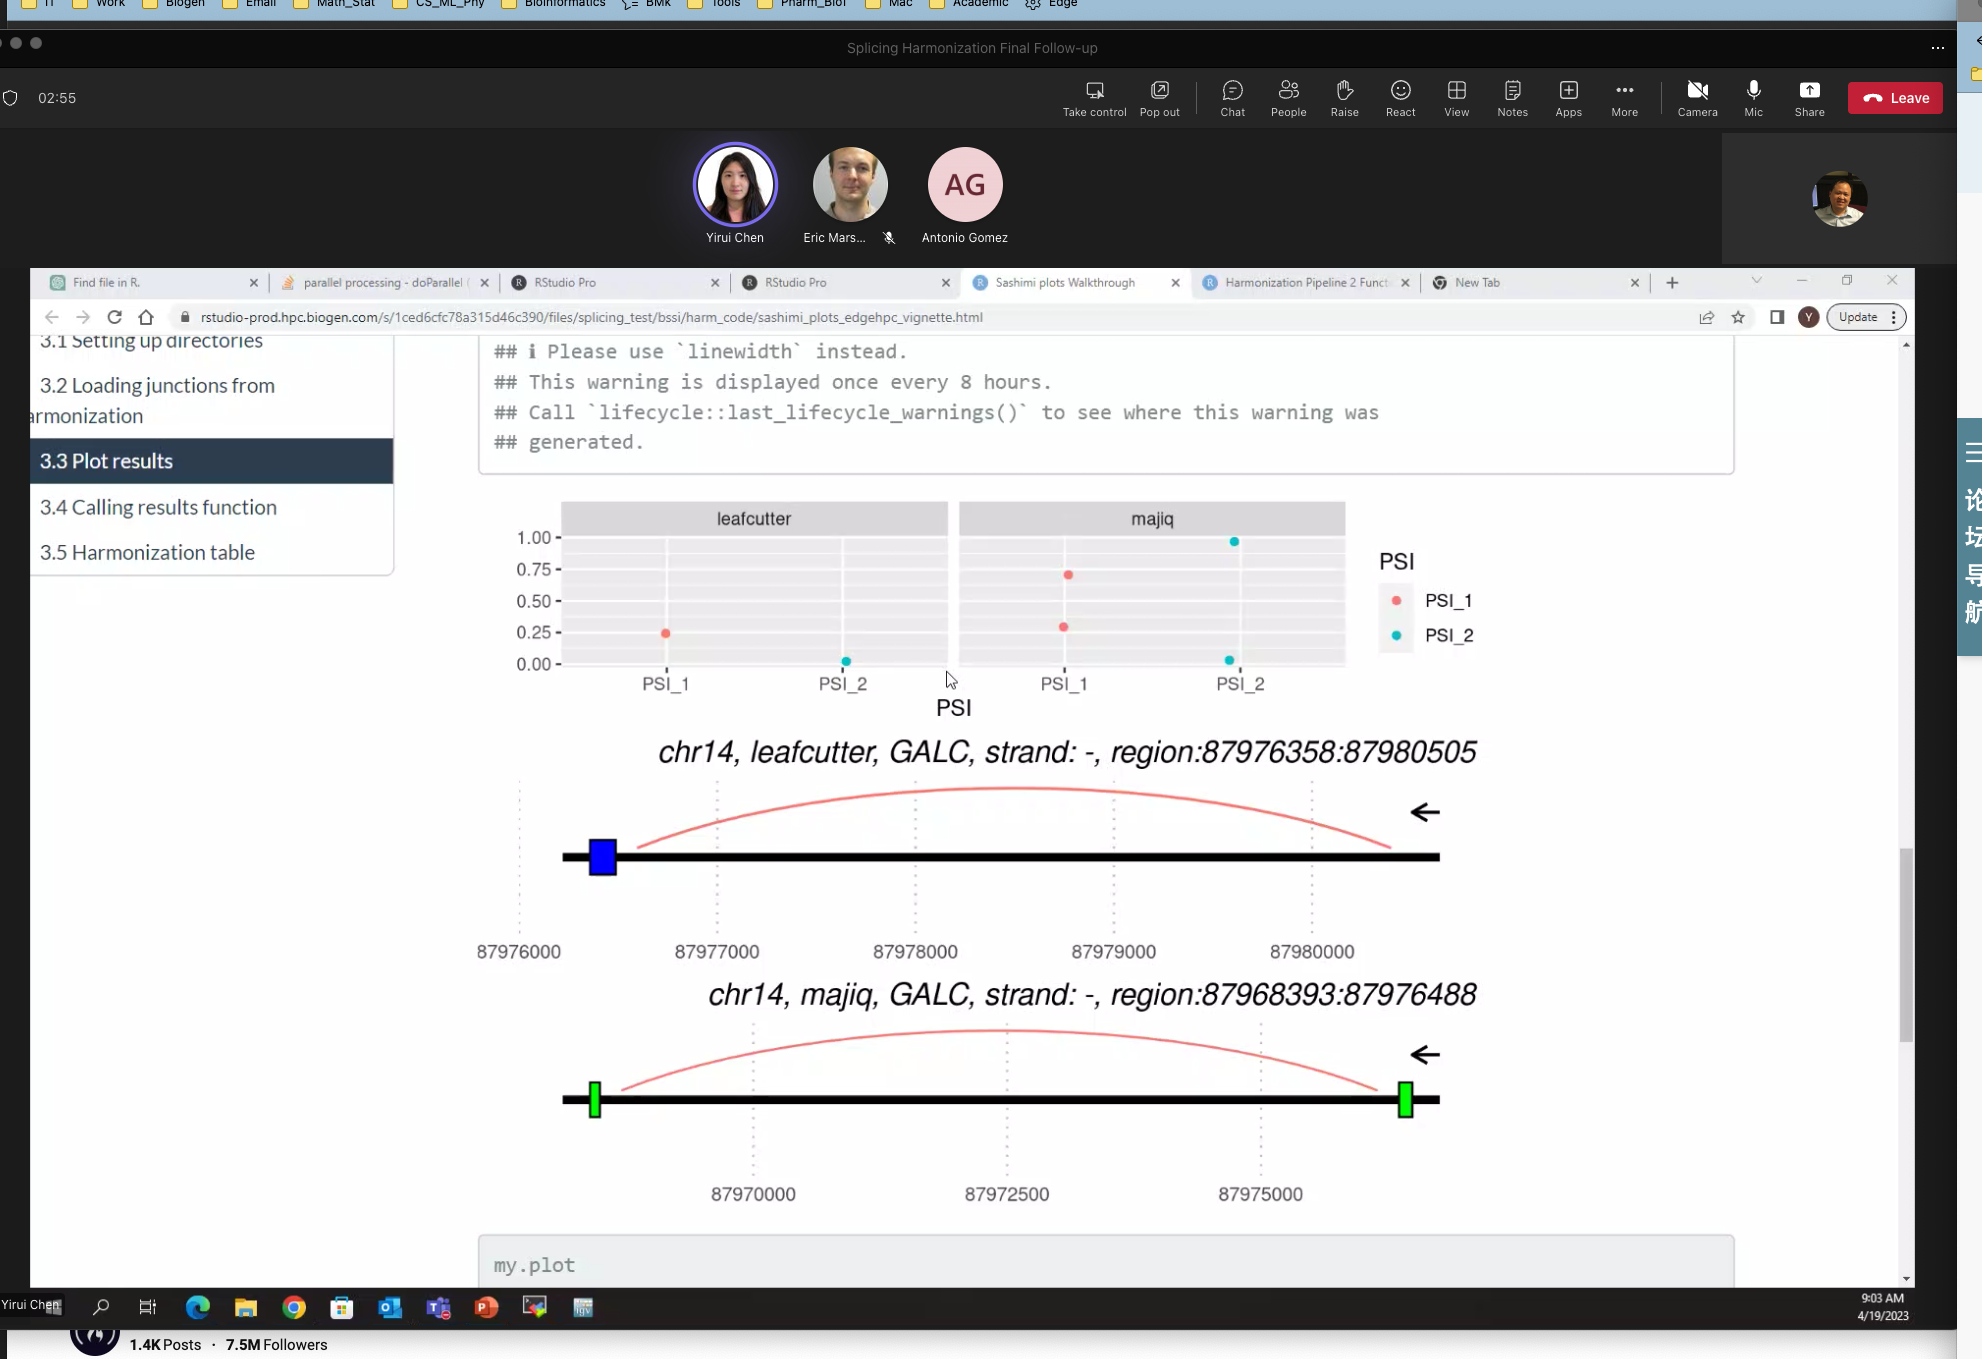 IT Work Biogen Email Math_Stat CS_ML_Phy Bioinformatics BMK Tools Pharm_Biol Mac Academic Edge
Splicing Harmonization Final Follow-up
02:55
Take control Pop out Chat People Raise React View Notes Apps More Camera Mic Share Leave
AG
Yirui Chen Eric Mars... Antonio Gomez
Find file in R. parallel processing - doParallel RStudio Pro RStudio Pro Sashimi plots Walkthrough Harmonization Pipeline 2 Funct New Tab
rstudio-prod.hpc.biogen.com/s/1ced6cfc78a315d46c390/files/splicing_test/bssi/harm_code/sashimi_plots_edgehpc_vignette.html
Y Update
3.1 Setting up directories
3.2 Loading junctions from
armonization
3.3 Plot results
3.4 Calling results function
3.5 Harmonization table
## ℹ Please use `linewidth` instead.
## This warning is displayed once every 8 hours.
## Call `lifecycle::last_lifecycle_warnings()` to see where this warning was
## generated.
leafcutter majiq
1.00
0.75
0.50
0.25
0.00
PSI_1 PSI_2 PSI_1 PSI_2
PSI
PSI
PSI_1
PSI_2
chr14, leafcutter, GALC, strand: -, region:87976358:87980505
87976000 87977000 87978000 87979000 87980000
chr14, majiq, GALC, strand: -, region:87968393:87976488
87970000 87972500 87975000
my.plot
论
坛
导
航
Yirui Chen
9:03 AM
4/19/2023
1.4K Posts · 7.5M Followers